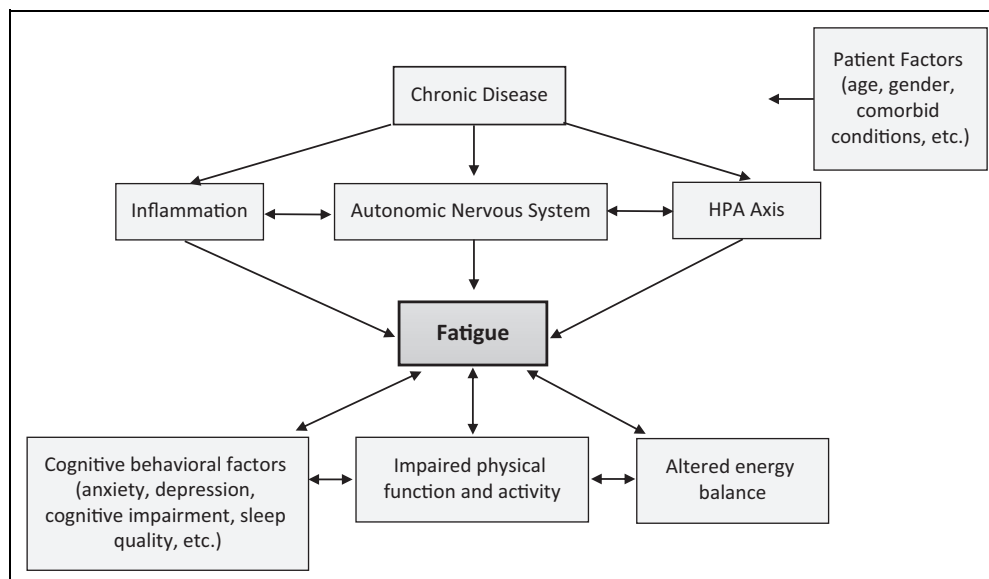 Chronic Disease
Patient Factors
(age, gender,
comorbid
conditions, etc.)
Inflammation
Autonomic Nervous System
HPA Axis
Fatigue
Cognitive behavioral factors
(anxiety, depression,
cognitive impairment, sleep
quality, etc.)
Impaired physical
function and activity
Altered energy
balance